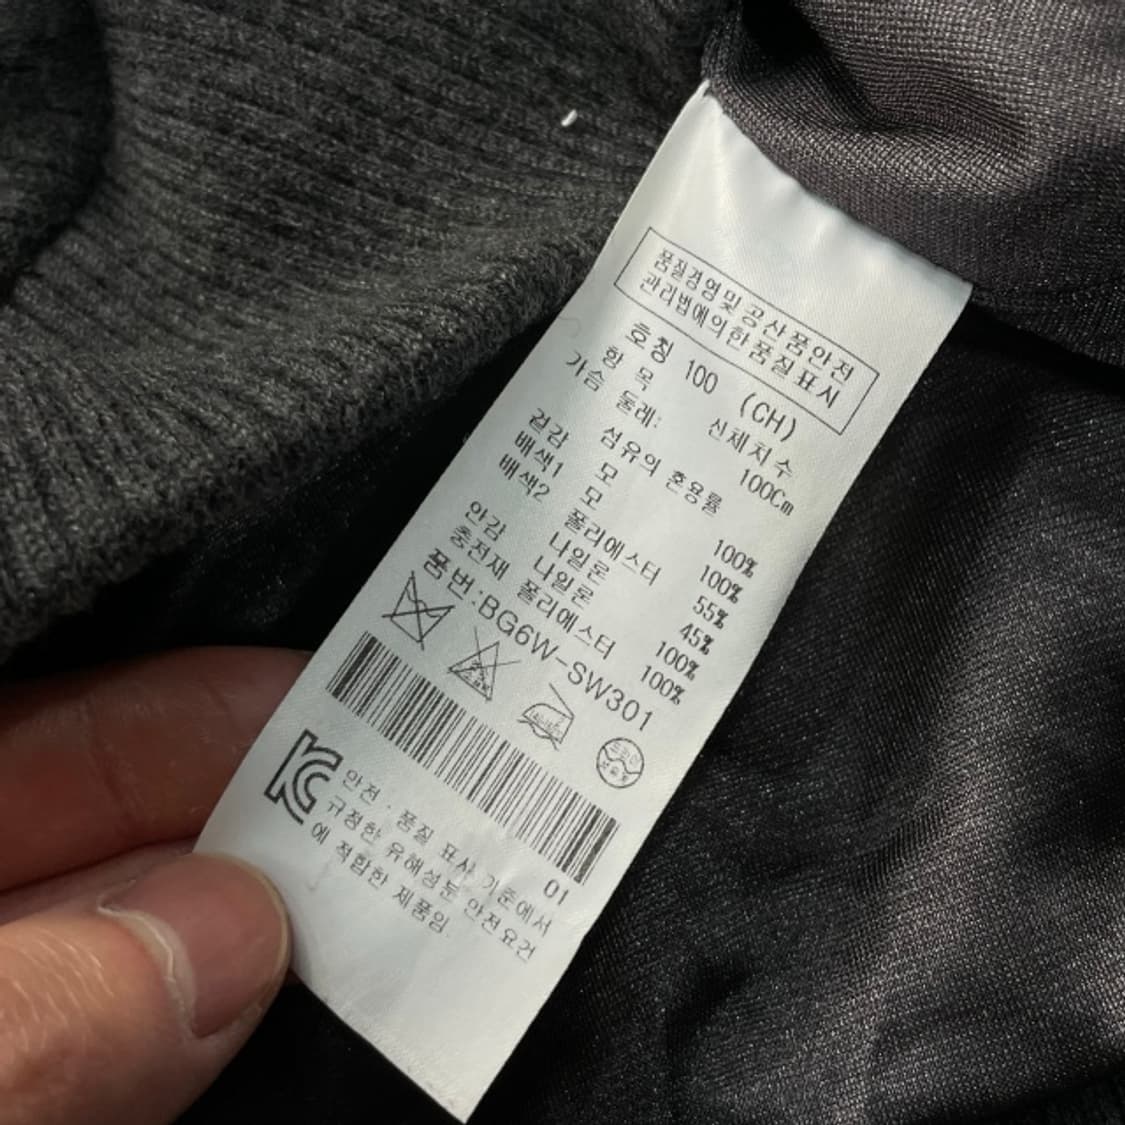 품질경영및공산품안전
관리법에의한품질표시
호칭 100 (CH)
항 목 신체치수
가슴 둘레: 100Cm
섬유의 혼용률
겉감 모 100%
배색1 모 100%
배색2 폴리에스터 55%
나일론 45%
안감 나일론 100%
충전재 폴리에스터 100%
품번:BG6W-SW301
드라이
01
안전·품질 표시 기준에서
규정한 유해성분 안전요건
에 적합한 제품임.